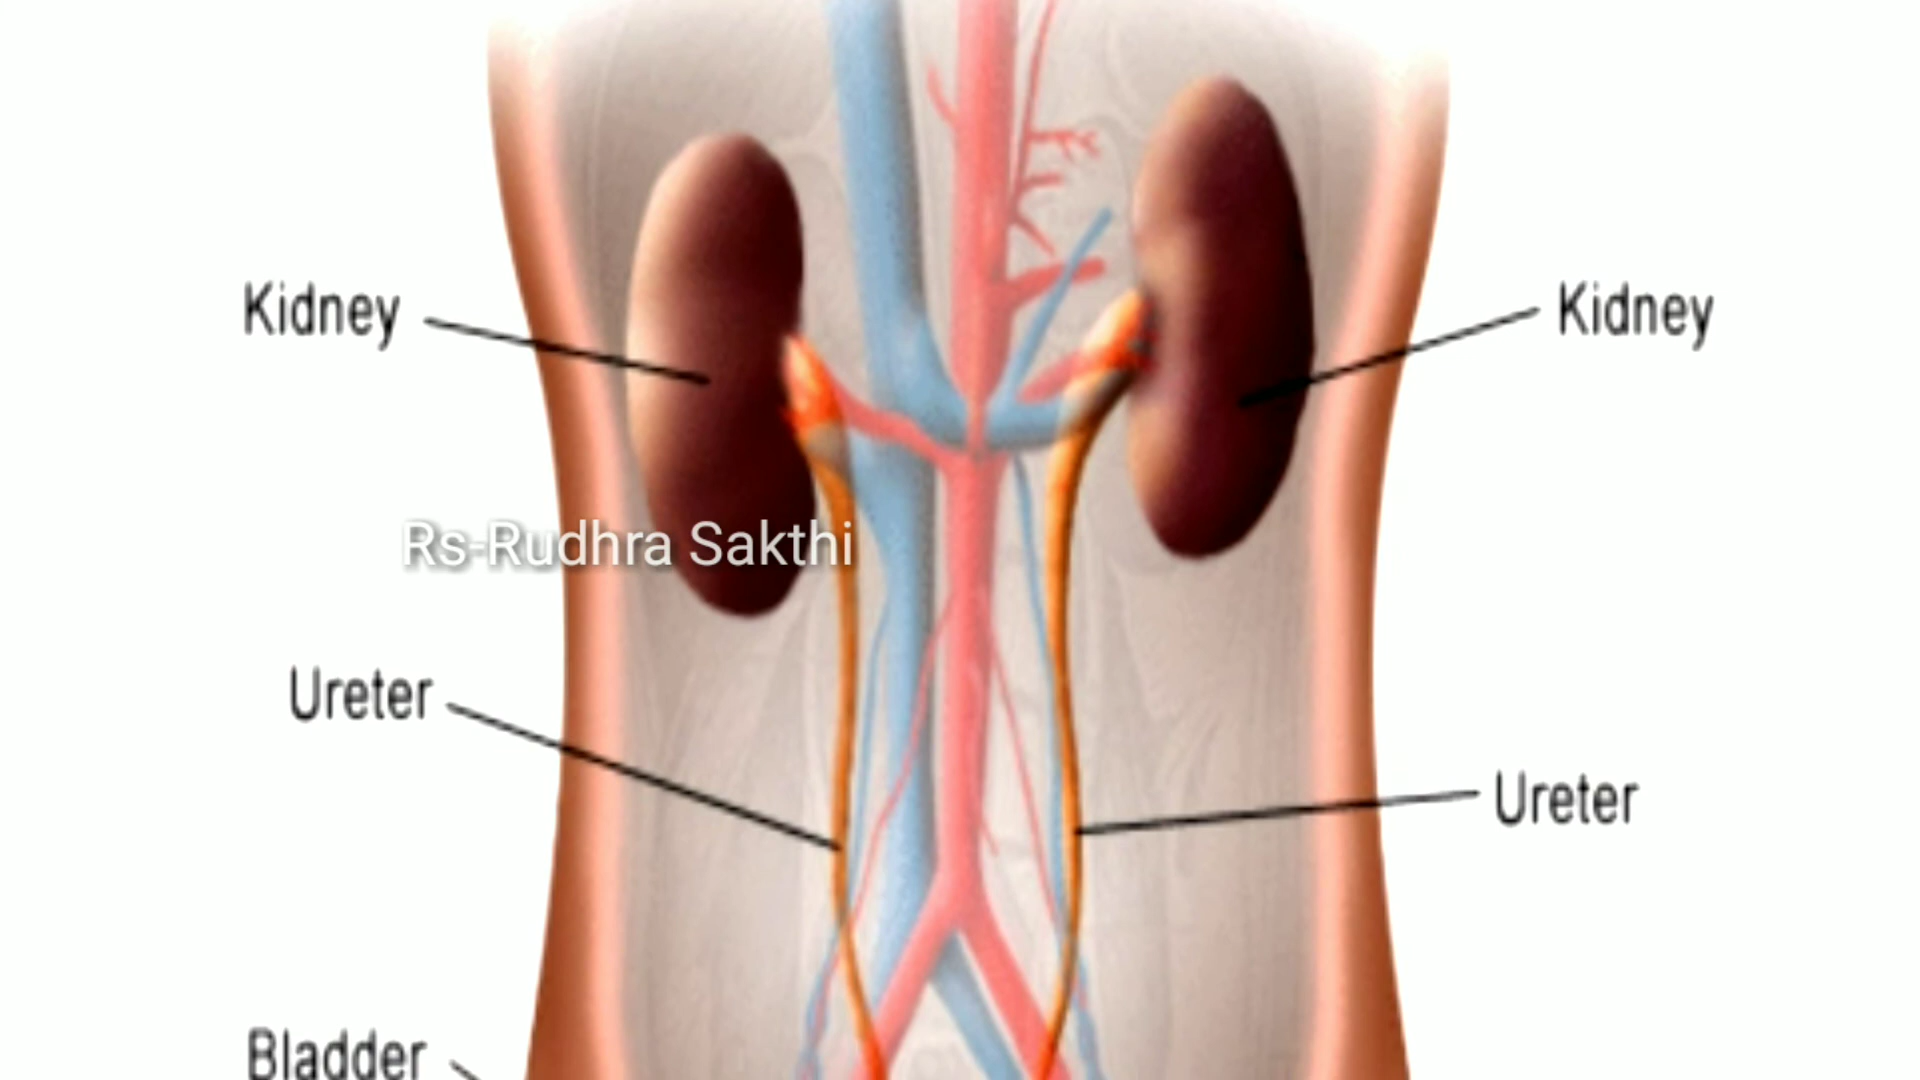 Kidney
Kidney
Rs-Rudhra Sakthi
Ureter
Ureter
Bladder